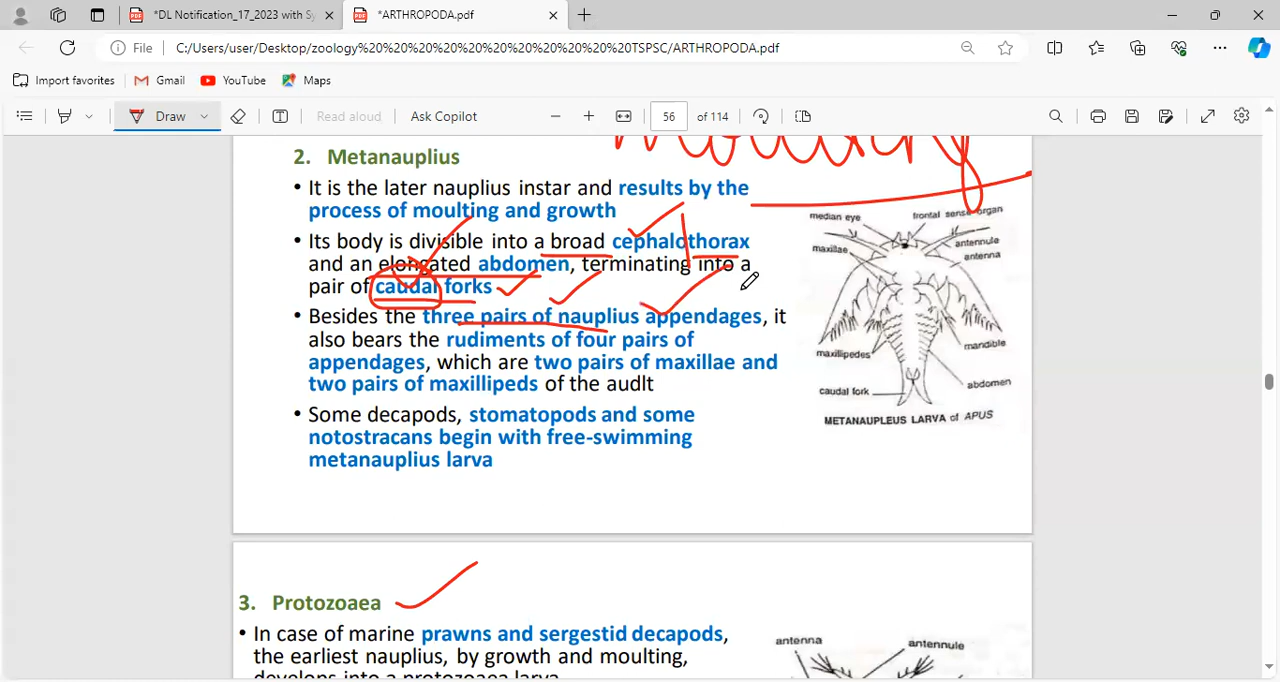 *DL Notification_17_2023 with Sy
*ARTHROPODA.pdf
File
C:/Users/user/Desktop/zoology%20%20%20%20%20%20%20%20%20%20TSPSC/ARTHROPODA.pdf
Import favorites
Gmail
YouTube
Maps
Draw
Read aloud
Ask Copilot
56
of 114
moulting
2. Metanauplius
• It is the later nauplius instar and results by the
process of moulting and growth
• Its body is divisible into a broad cephalothorax
and an elongated abdomen, terminating into a
pair of caudal forks
• Besides the three pairs of nauplius appendages, it
also bears the rudiments of four pairs of
appendages, which are two pairs of maxillae and
two pairs of maxillipeds of the audlt
• Some decapods, stomatopods and some
notostracans begin with free-swimming
metanauplius larva
median eye
frontal sense organ
maxillae
antennule
antenna
maxillipedes
mandible
caudal fork
abdomen
METANAUPLEUS LARVA of APUS
3. Protozoaea
• In case of marine prawns and sergestid decapods,
the earliest nauplius, by growth and moulting,
develops into a protozoaea larva
antenna
antennule